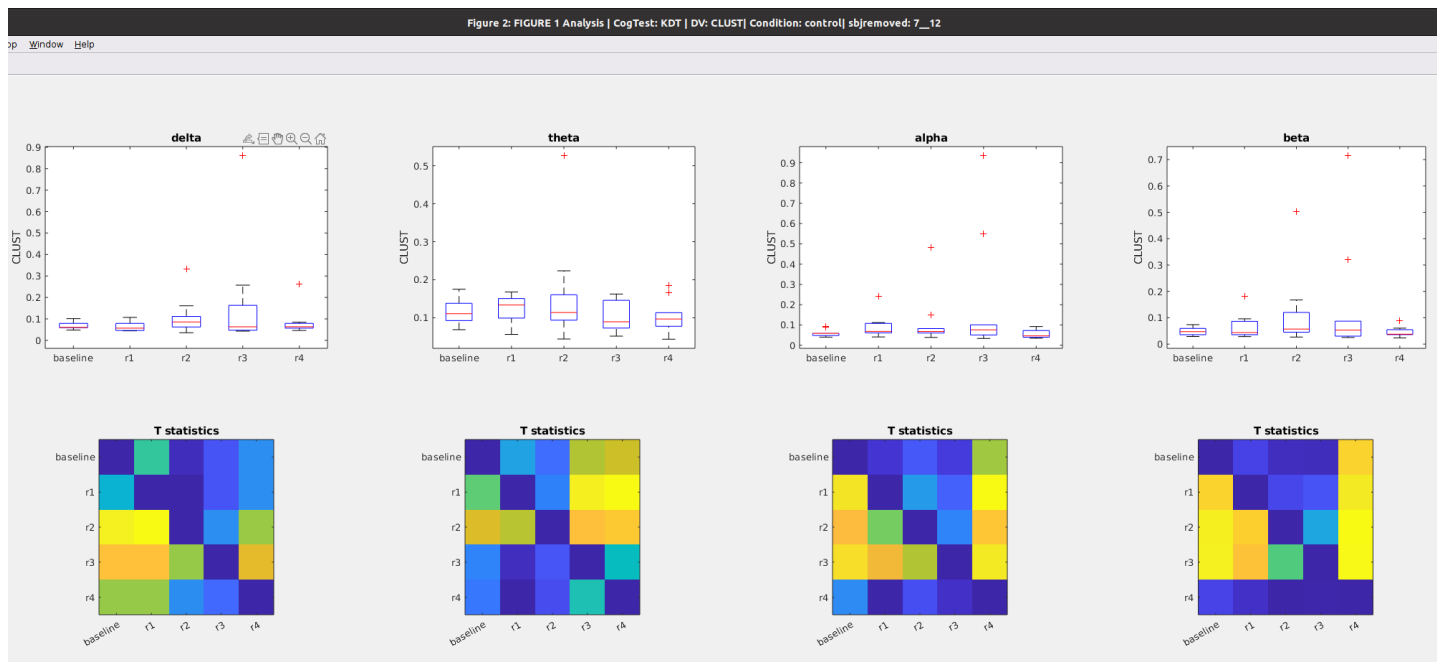 Figure 2: FIGURE 1 Analysis | CogTest: KDT | DV: CLUST| Condition: control| sbjremoved: 7__12
op Window Help
delta
CLUST
0.9
0.8
0.7
0.6
0.5
0.4
0.3
0.2
0.1
0
baseline r1 r2 r3 r4
theta
CLUST
0.5
0.4
0.3
0.2
0.1
baseline r1 r2 r3 r4
alpha
CLUST
0.9
0.8
0.7
0.6
0.5
0.4
0.3
0.2
0.1
0
baseline r1 r2 r3 r4
beta
CLUST
0.7
0.6
0.5
0.4
0.3
0.2
0.1
0
baseline r1 r2 r3 r4
T statistics
baseline
r1
r2
r3
r4
baseline r1 r2 r3 r4
T statistics
baseline
r1
r2
r3
r4
baseline r1 r2 r3 r4
T statistics
baseline
r1
r2
r3
r4
baseline r1 r2 r3 r4
T statistics
baseline
r1
r2
r3
r4
baseline r1 r2 r3 r4